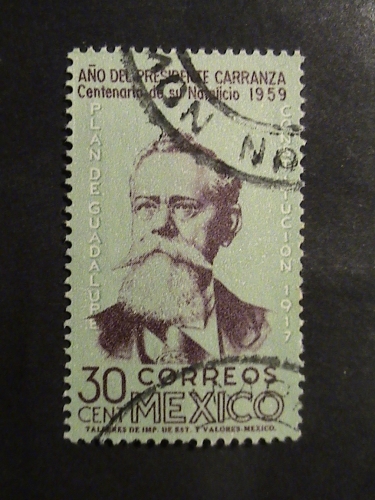 AÑO DEL PRESIDENTE CARRANZA
Centenario de su Natalicio 1959
PLAN DE GUADALUPE
CONSTITUCION 1917
30 CORREOS
CENT MEXICO
TALLERES DE IMP. DE EST. Y VALORES-MEXICO.